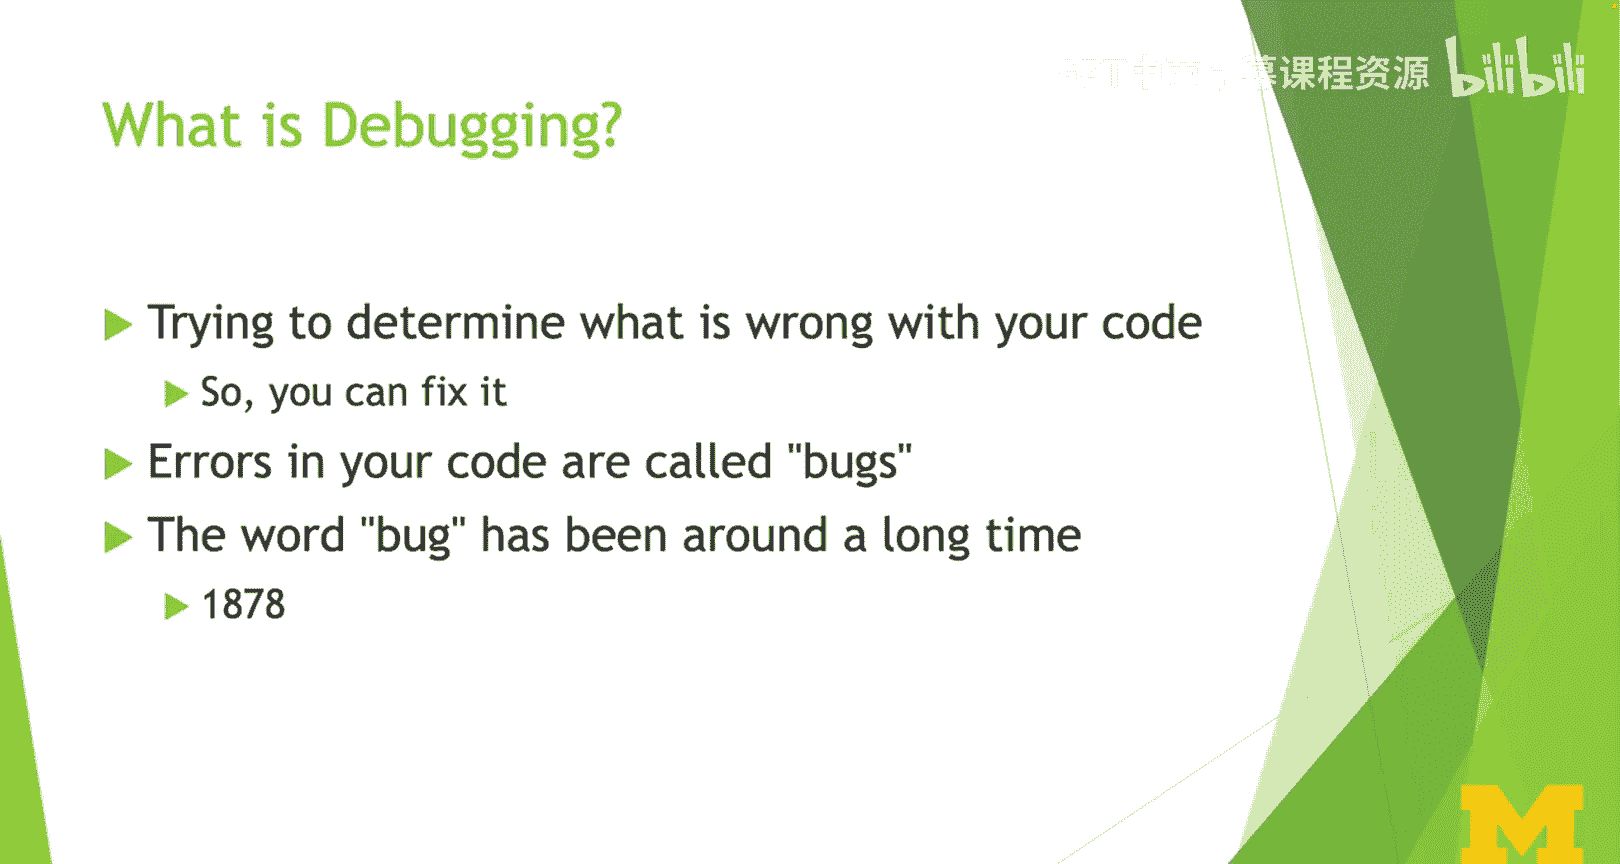 课程资源 bilibili
What is Debugging?
Trying to determine what is wrong with your code
So, you can fix it
Errors in your code are called "bugs"
The word "bug" has been around a long time
1878
M